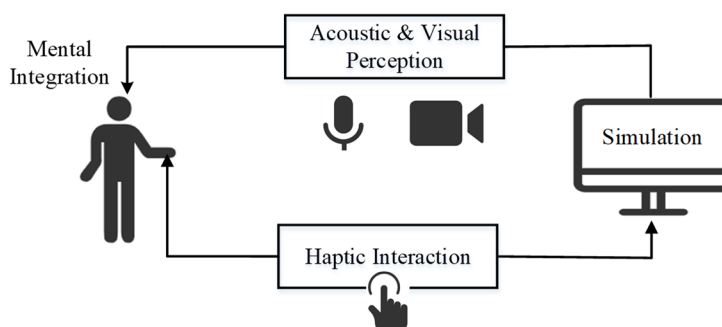 Mental
Integration
Acoustic & Visual
Perception
Simulation
Haptic Interaction